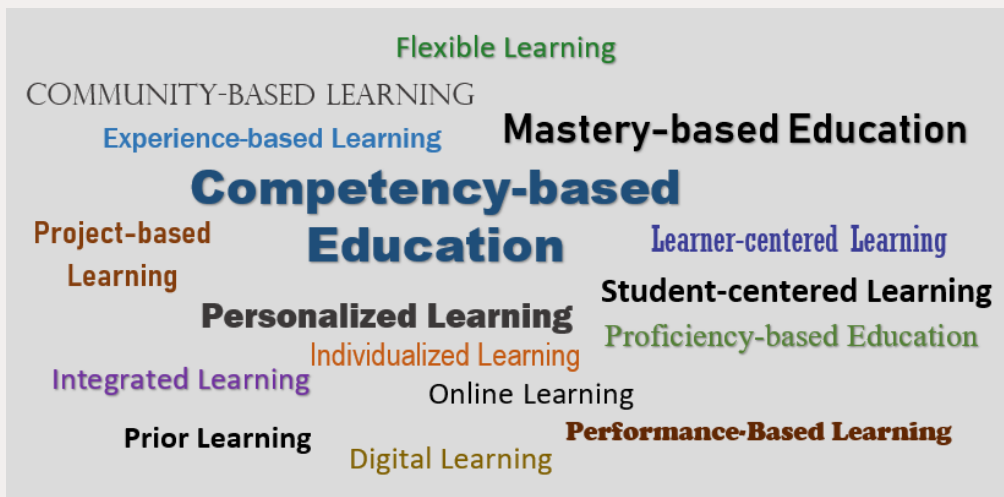 Flexible Learning
COMMUNITY-BASED LEARNING
Experience-based Learning
Mastery-based Education
Competency-based
Education
Project-based
Learning
Learner-centered Learning
Student-centered Learning
Personalized Learning
Proficiency-based Education
Individualized Learning
Integrated Learning
Online Learning
Prior Learning
Performance-Based Learning
Digital Learning